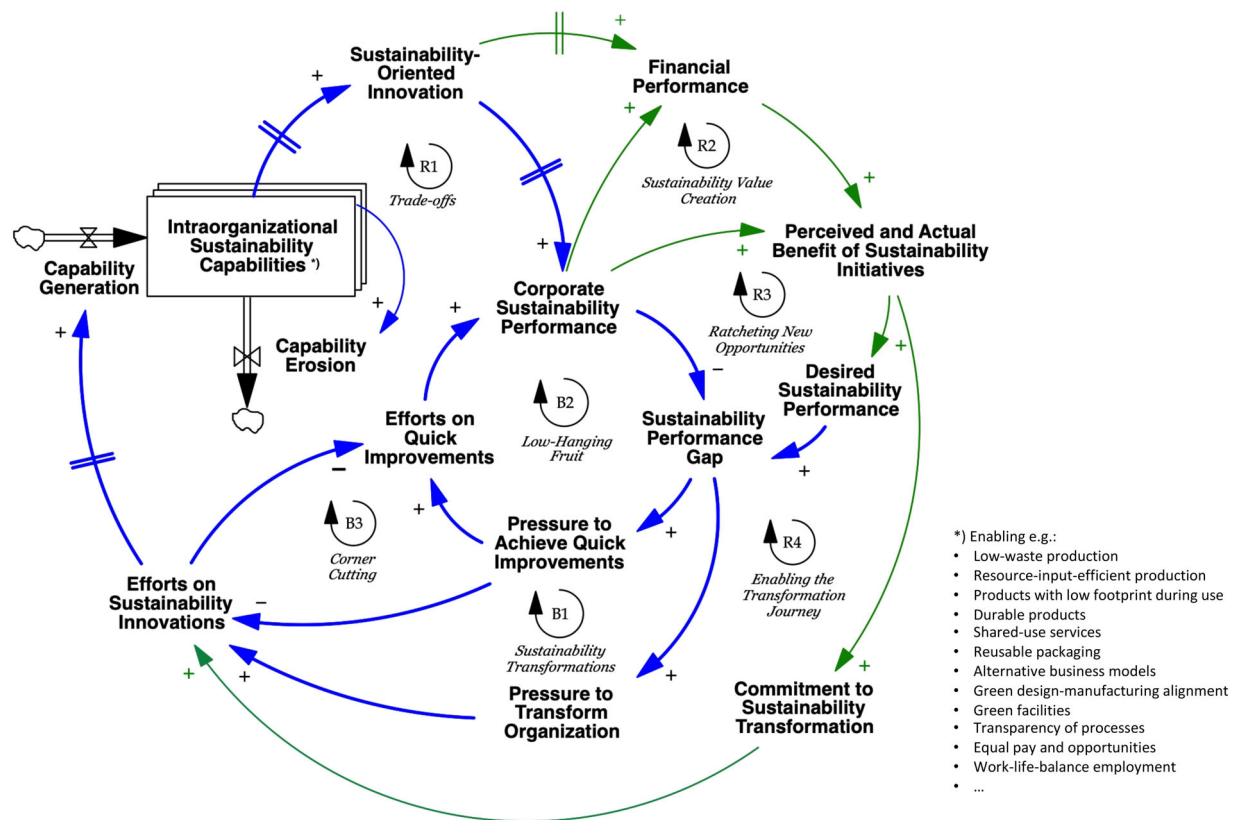 Sustainability-
Oriented
Innovation
+
+
Financial
Performance
+
R1
Trade-offs
R2
Sustainability Value
Creation
+
Intraorganizational
Sustainability
Capabilities *)
Capability
Generation
+
+
+
Perceived and Actual
Benefit of Sustainability
Initiatives
Corporate
Sustainability
Performance
+
+
R3
Ratcheting New
Opportunities
Capability
Erosion
+
−
Desired
Sustainability
Performance
B2
Low-Hanging
Fruit
Efforts on
Quick
Improvements
−
Sustainability
Performance
Gap
+
+
B3
Corner
Cutting
Pressure to
Achieve Quick
Improvements
+
R4
Enabling the
Transformation
Journey
Efforts on
Sustainability
Innovations
−
B1
Sustainability
Transformations
+
+
+
+
Pressure to
Transform
Organization
Commitment to
Sustainability
Transformation
*) Enabling e.g.:
• Low-waste production
• Resource-input-efficient production
• Products with low footprint during use
• Durable products
• Shared-use services
• Reusable packaging
• Alternative business models
• Green design-manufacturing alignment
• Green facilities
• Transparency of processes
• Equal pay and opportunities
• Work-life-balance employment
• ...